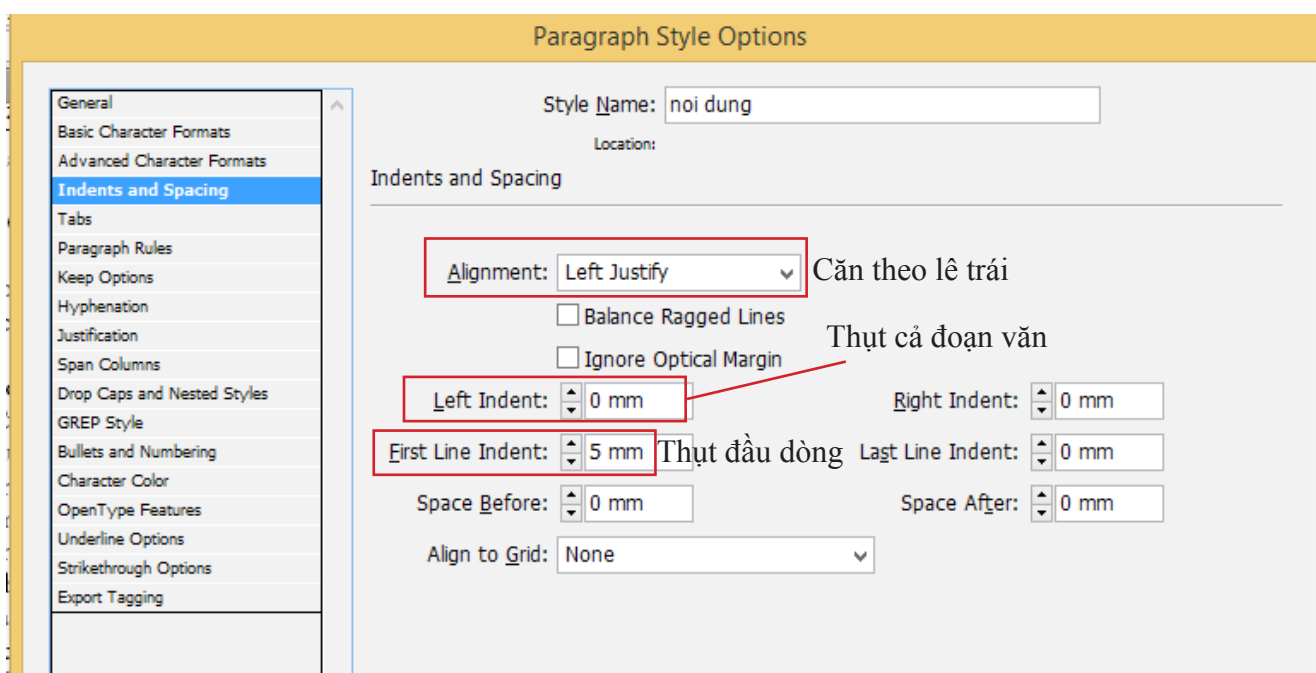 Paragraph Style Options
General
Basic Character Formats
Advanced Character Formats
Indents and Spacing
Tabs
Paragraph Rules
Keep Options
Hyphenation
Justification
Span Columns
Drop Caps and Nested Styles
GREP Style
Bullets and Numbering
Character Color
OpenType Features
Underline Options
Strikethrough Options
Export Tagging
Style Name: noi dung
Location:
Indents and Spacing
Alignment: Left Justify Căn theo lê trái
Balance Ragged Lines
Thụt cả đoạn văn
Ignore Optical Margin
Left Indent: 0 mm Right Indent: 0 mm
First Line Indent: 5 mm Thụt đầu dòng Last Line Indent: 0 mm
Space Before: 0 mm Space After: 0 mm
Align to Grid: None